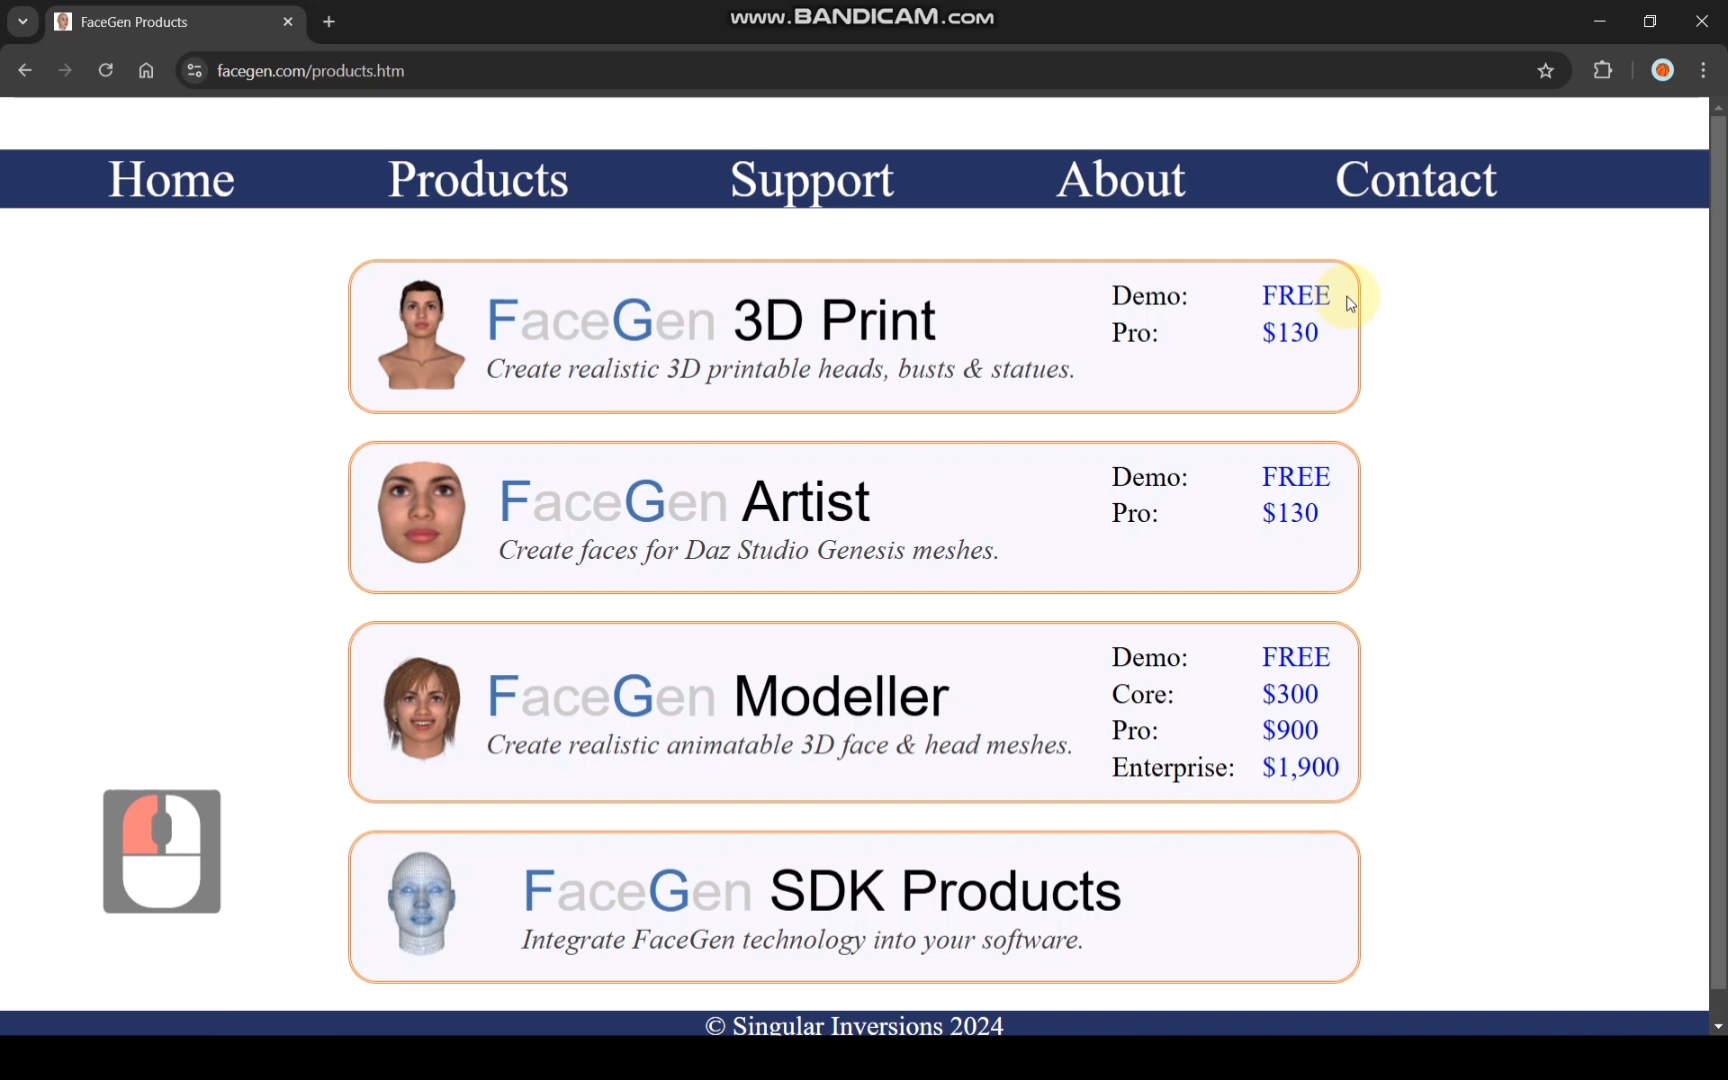 FaceGen Products
www.BANDICAM.com
facegen.com/products.htm
Home Products Support About Contact
FaceGen 3D Print
Create realistic 3D printable heads, busts & statues.
Demo: FREE
Pro: $130
FaceGen Artist
Create faces for Daz Studio Genesis meshes.
Demo: FREE
Pro: $130
FaceGen Modeller
Create realistic animatable 3D face & head meshes.
Demo: FREE
Core: $300
Pro: $900
Enterprise: $1,900
FaceGen SDK Products
Integrate FaceGen technology into your software.
© Singular Inversions 2024